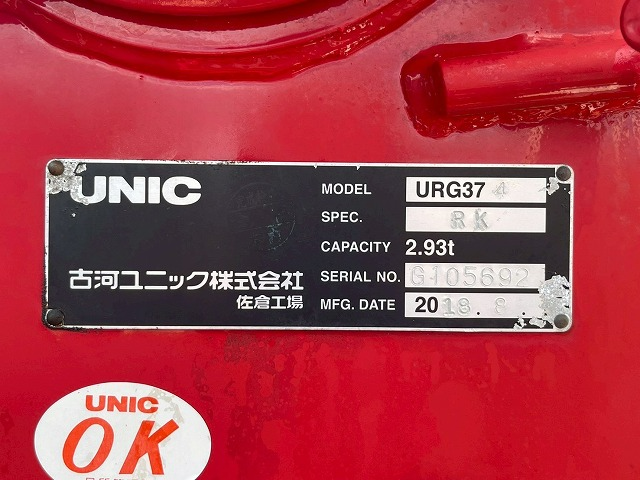 UNIC
MODEL URG37 4
SPEC. RK
CAPACITY 2.93t
SERIAL NO. G105692
MFG. DATE 2018.8
古河ユニック株式会社
佐倉工場
UNIC
OK